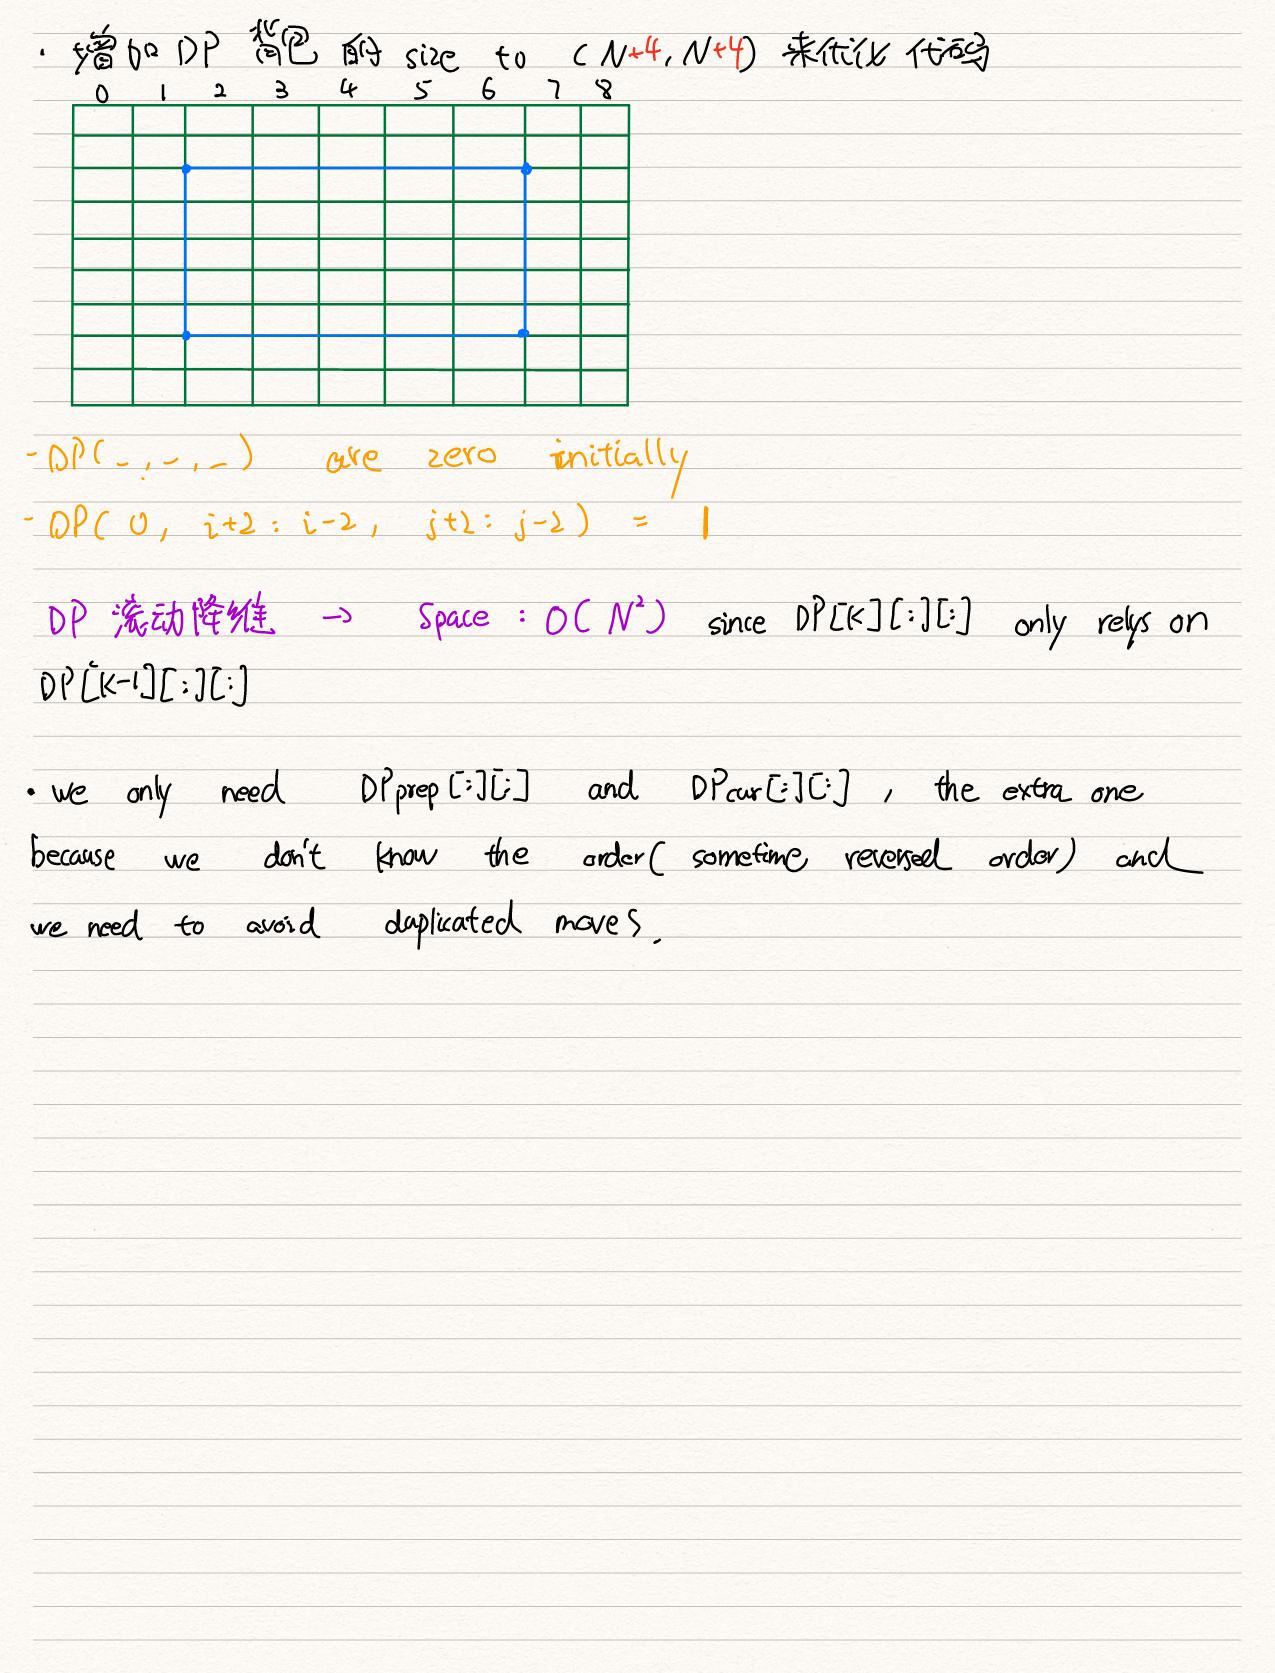 · 增加 DP 背包的 size to (N+4, N+4) 来优化代码
0 1 2 3 4 5 6 7 8
- DP(_,_,_) are zero initially
- DP(0, i+2:i-2, j+2:j-2) = 1
DP 滚动降维 → Space : O(N²) since DP[K][:][:] only relys on
DP[K-1][:][:]
· we only need DPprep[:][:] and DPcur[:][:] , the extra one
because we don't know the order( sometime reversed order) and
we need to avoid duplicated moves.